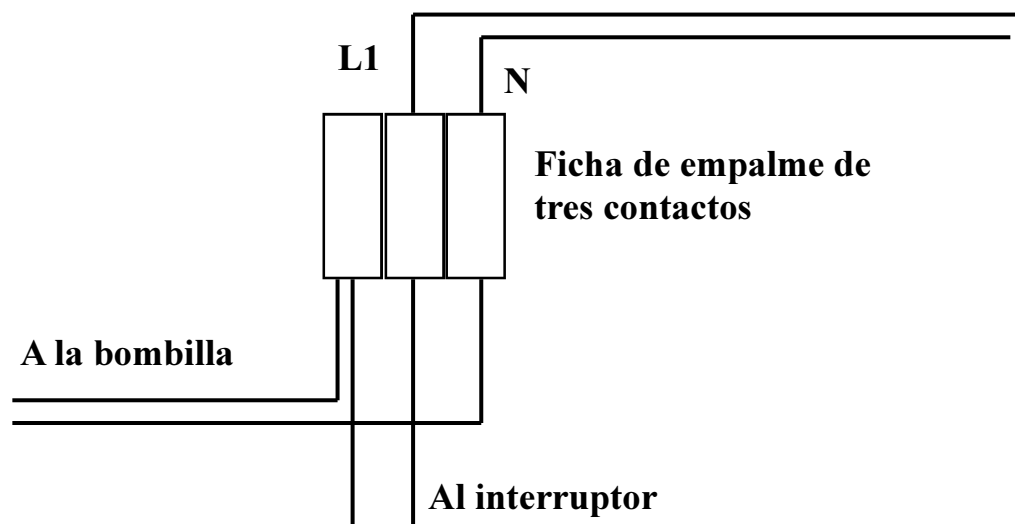 L1
N
Ficha de empalme de
tres contactos
A la bombilla
Al interruptor